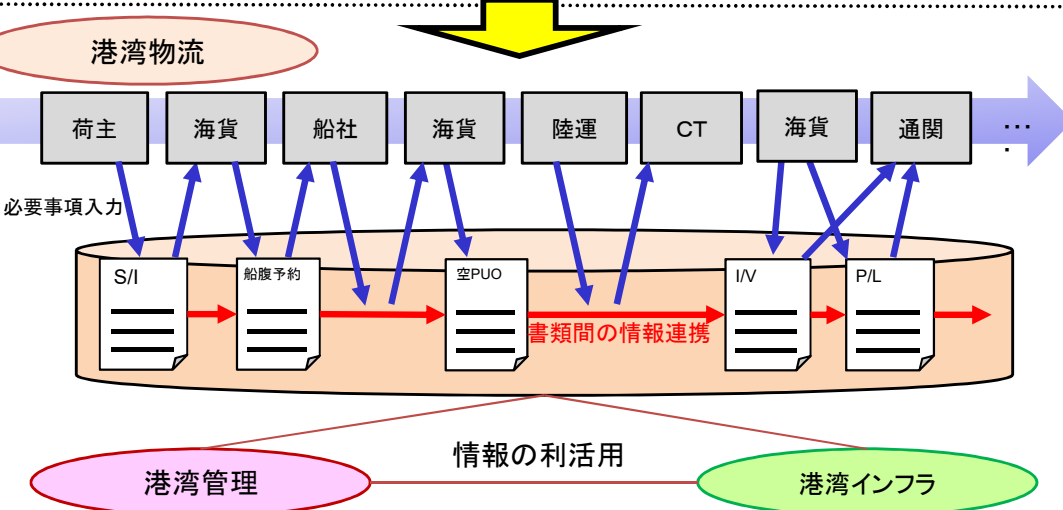 港湾物流
荷主
海貨
船社
海貨
陸運
CT
海貨
通関
…
.
必要事項入力
S/I
船腹予約
空PUO
I/V
P/L
書類間の情報連携
情報の利活用
港湾管理
港湾インフラ